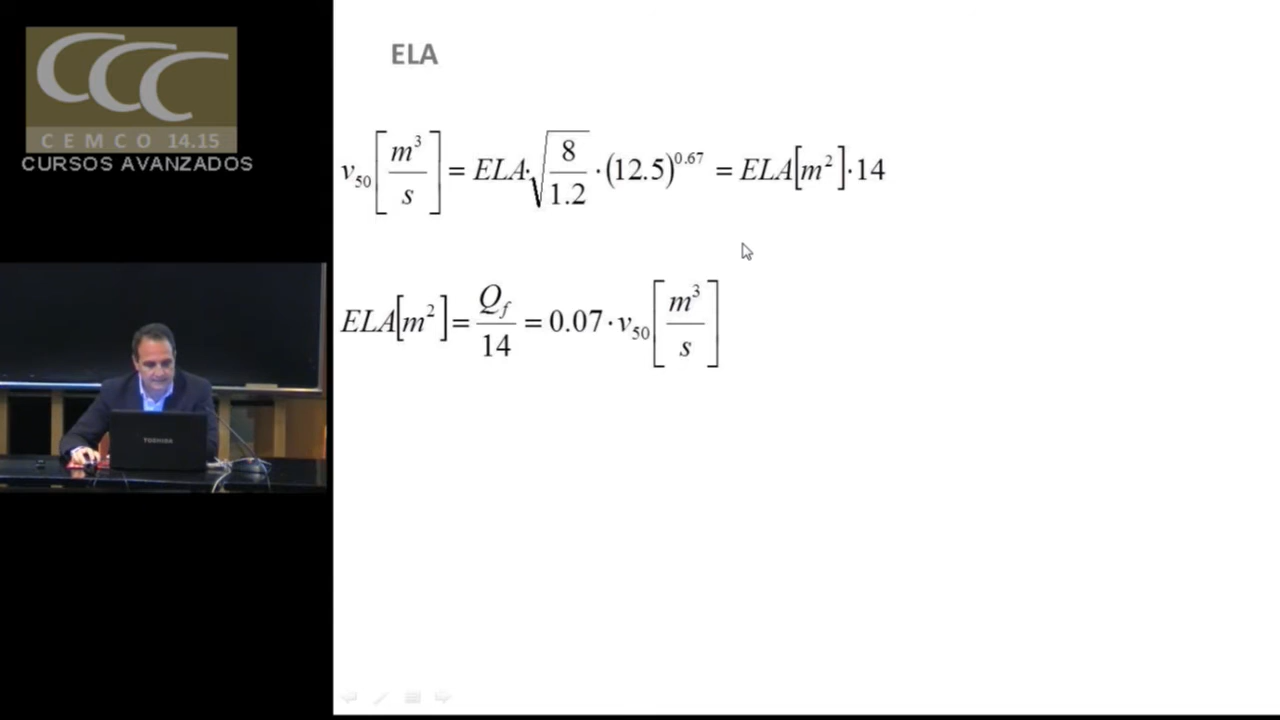 CCC
CEMCO 14.15
CURSOS AVANZADOS
ELA
v₅₀[m³/s] = ELA·√(8/1.2)·(12.5)^0.67 = ELA[m²]·14
ELA[m²] = Q_f/14 = 0.07·v₅₀[m³/s]
TOSHIBA